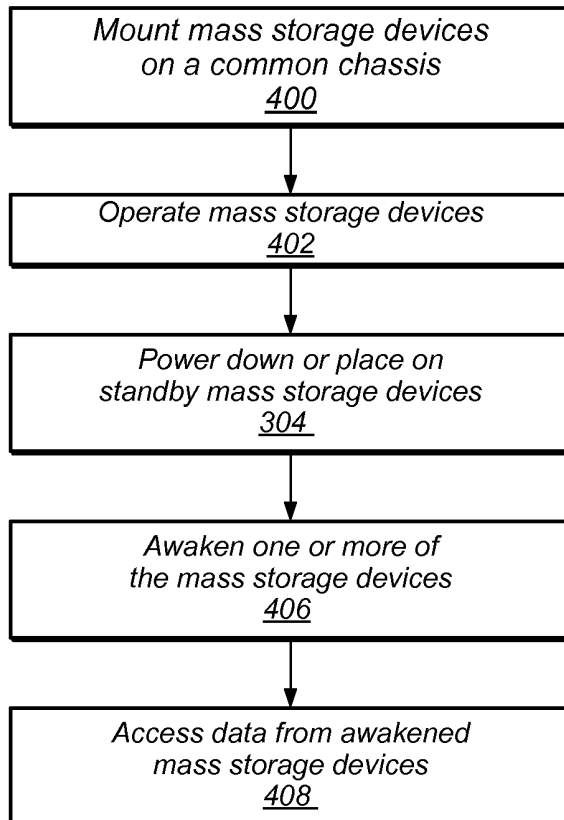 Mount mass storage devices
on a common chassis
400
Operate mass storage devices
402
Power down or place on
standby mass storage devices
304
Awaken one or more of
the mass storage devices
406
Access data from awakened
mass storage devices
408